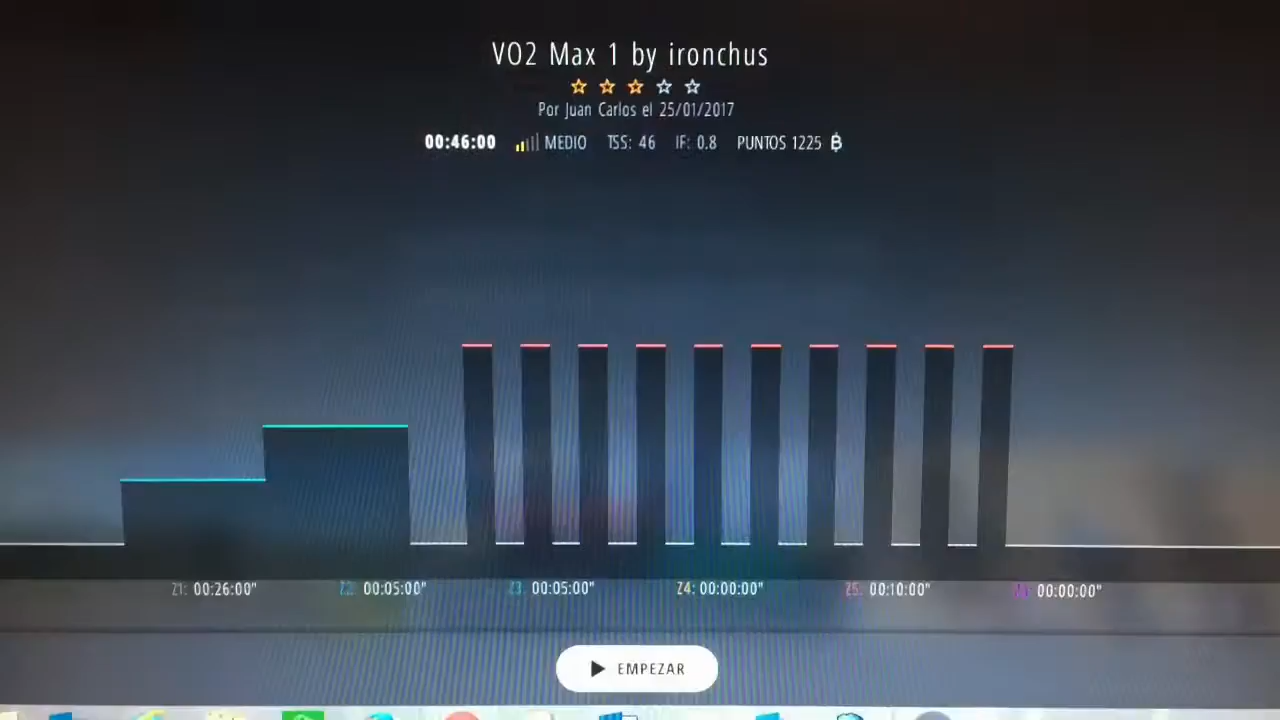 VO2 Max 1 by ironchus
Por Juan Carlos el 25/01/2017
00:46:00 MEDIO TSS: 46 IF: 0.8 PUNTOS 1225
Z1: 00:26:00" Z2: 00:05:00" Z3: 00:05:00" Z4: 00:00:00" Z5: 00:10:00" 00:00:00"
EMPEZAR